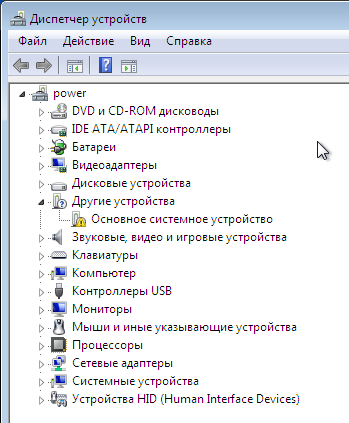 Диспетчер устройств
Файл Действие Вид Справка
power
DVD и CD-ROM дисководы
IDE ATA/ATAPI контроллеры
Батареи
Видеоадаптеры
Дисковые устройства
Другие устройства
Основное системное устройство
Звуковые, видео и игровые устройства
Клавиатуры
Компьютер
Контроллеры USB
Мониторы
Мыши и иные указывающие устройства
Процессоры
Сетевые адаптеры
Системные устройства
Устройства HID (Human Interface Devices)